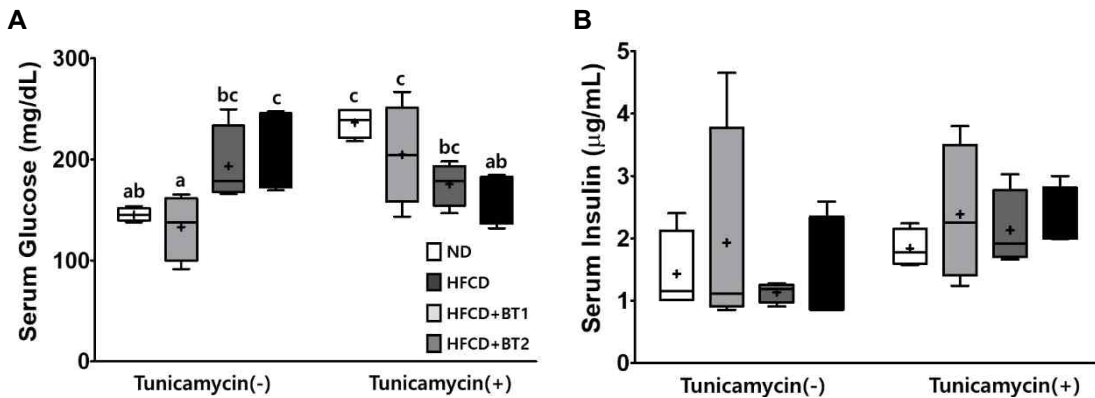 A
Serum Glucose (mg/dL)
300
200
100
0
ab
a
bc
c
c
c
bc
ab
ND
HFCD
HFCD+BT1
HFCD+BT2
Tunicamycin(-)
Tunicamycin(+)
B
Serum Insulin (μg/mL)
5
4
3
2
1
0
Tunicamycin(-)
Tunicamycin(+)